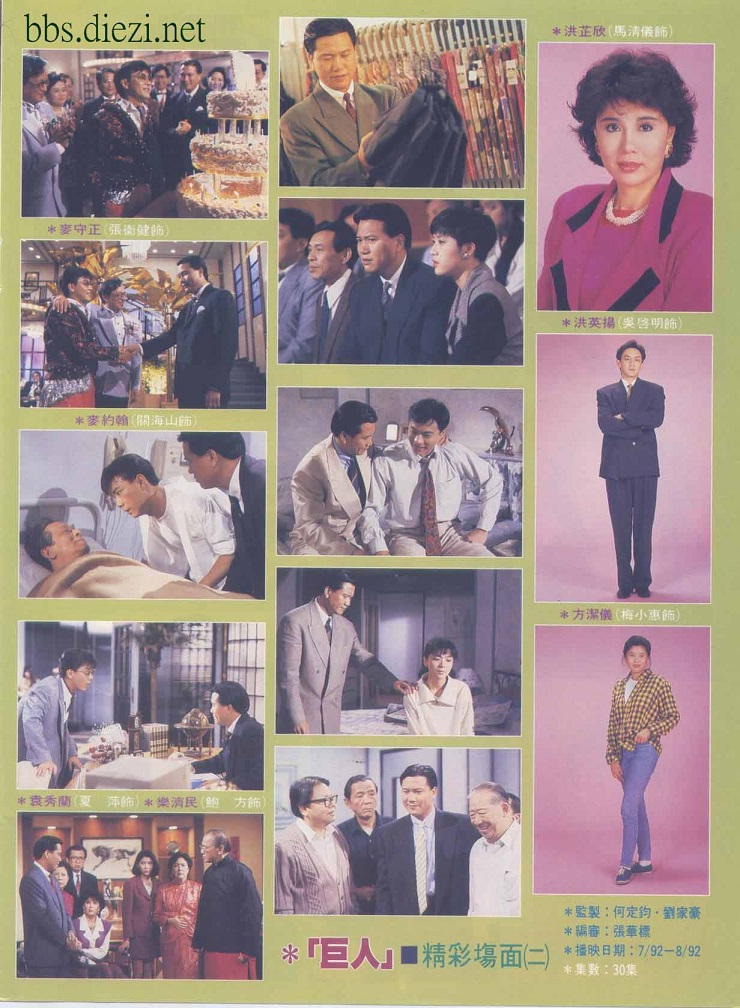 bbs.diezi.net
＊麥守正(張衛健飾)
＊麥約翰(關海山飾)
＊袁秀蘭(夏　萍飾)＊樂濟民(鮑　方飾)
＊洪芷欣(馬清儀飾)
＊洪英揚(吳啓明飾)
＊方潔儀(梅小惠飾)
＊監製：何定鈞·劉家豪
＊編審：張華標
＊播映日期：7/92－8/92
＊集數：30集
＊「巨人」■精彩場面(二)